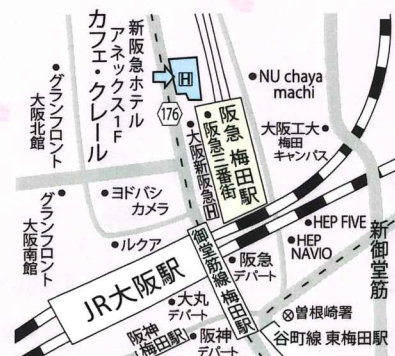 新阪急ホテル
アネックス1F
カフェ・クレール
H
176
グランフロント
大阪北館
NU chaya
machi
阪急 梅田駅
阪急三番街
大阪新阪急H
大阪工大
梅田
キャンパス
ヨドバシ
カメラ
グランフロント
大阪南館
ルクア
御堂筋線 梅田駅
HEP FIVE
HEP
NAVIO
新御堂筋
阪急
デパート
JR大阪駅
大丸
デパート
曽根崎署
阪神
梅田駅
阪神
デパート
谷町線 東梅田駅